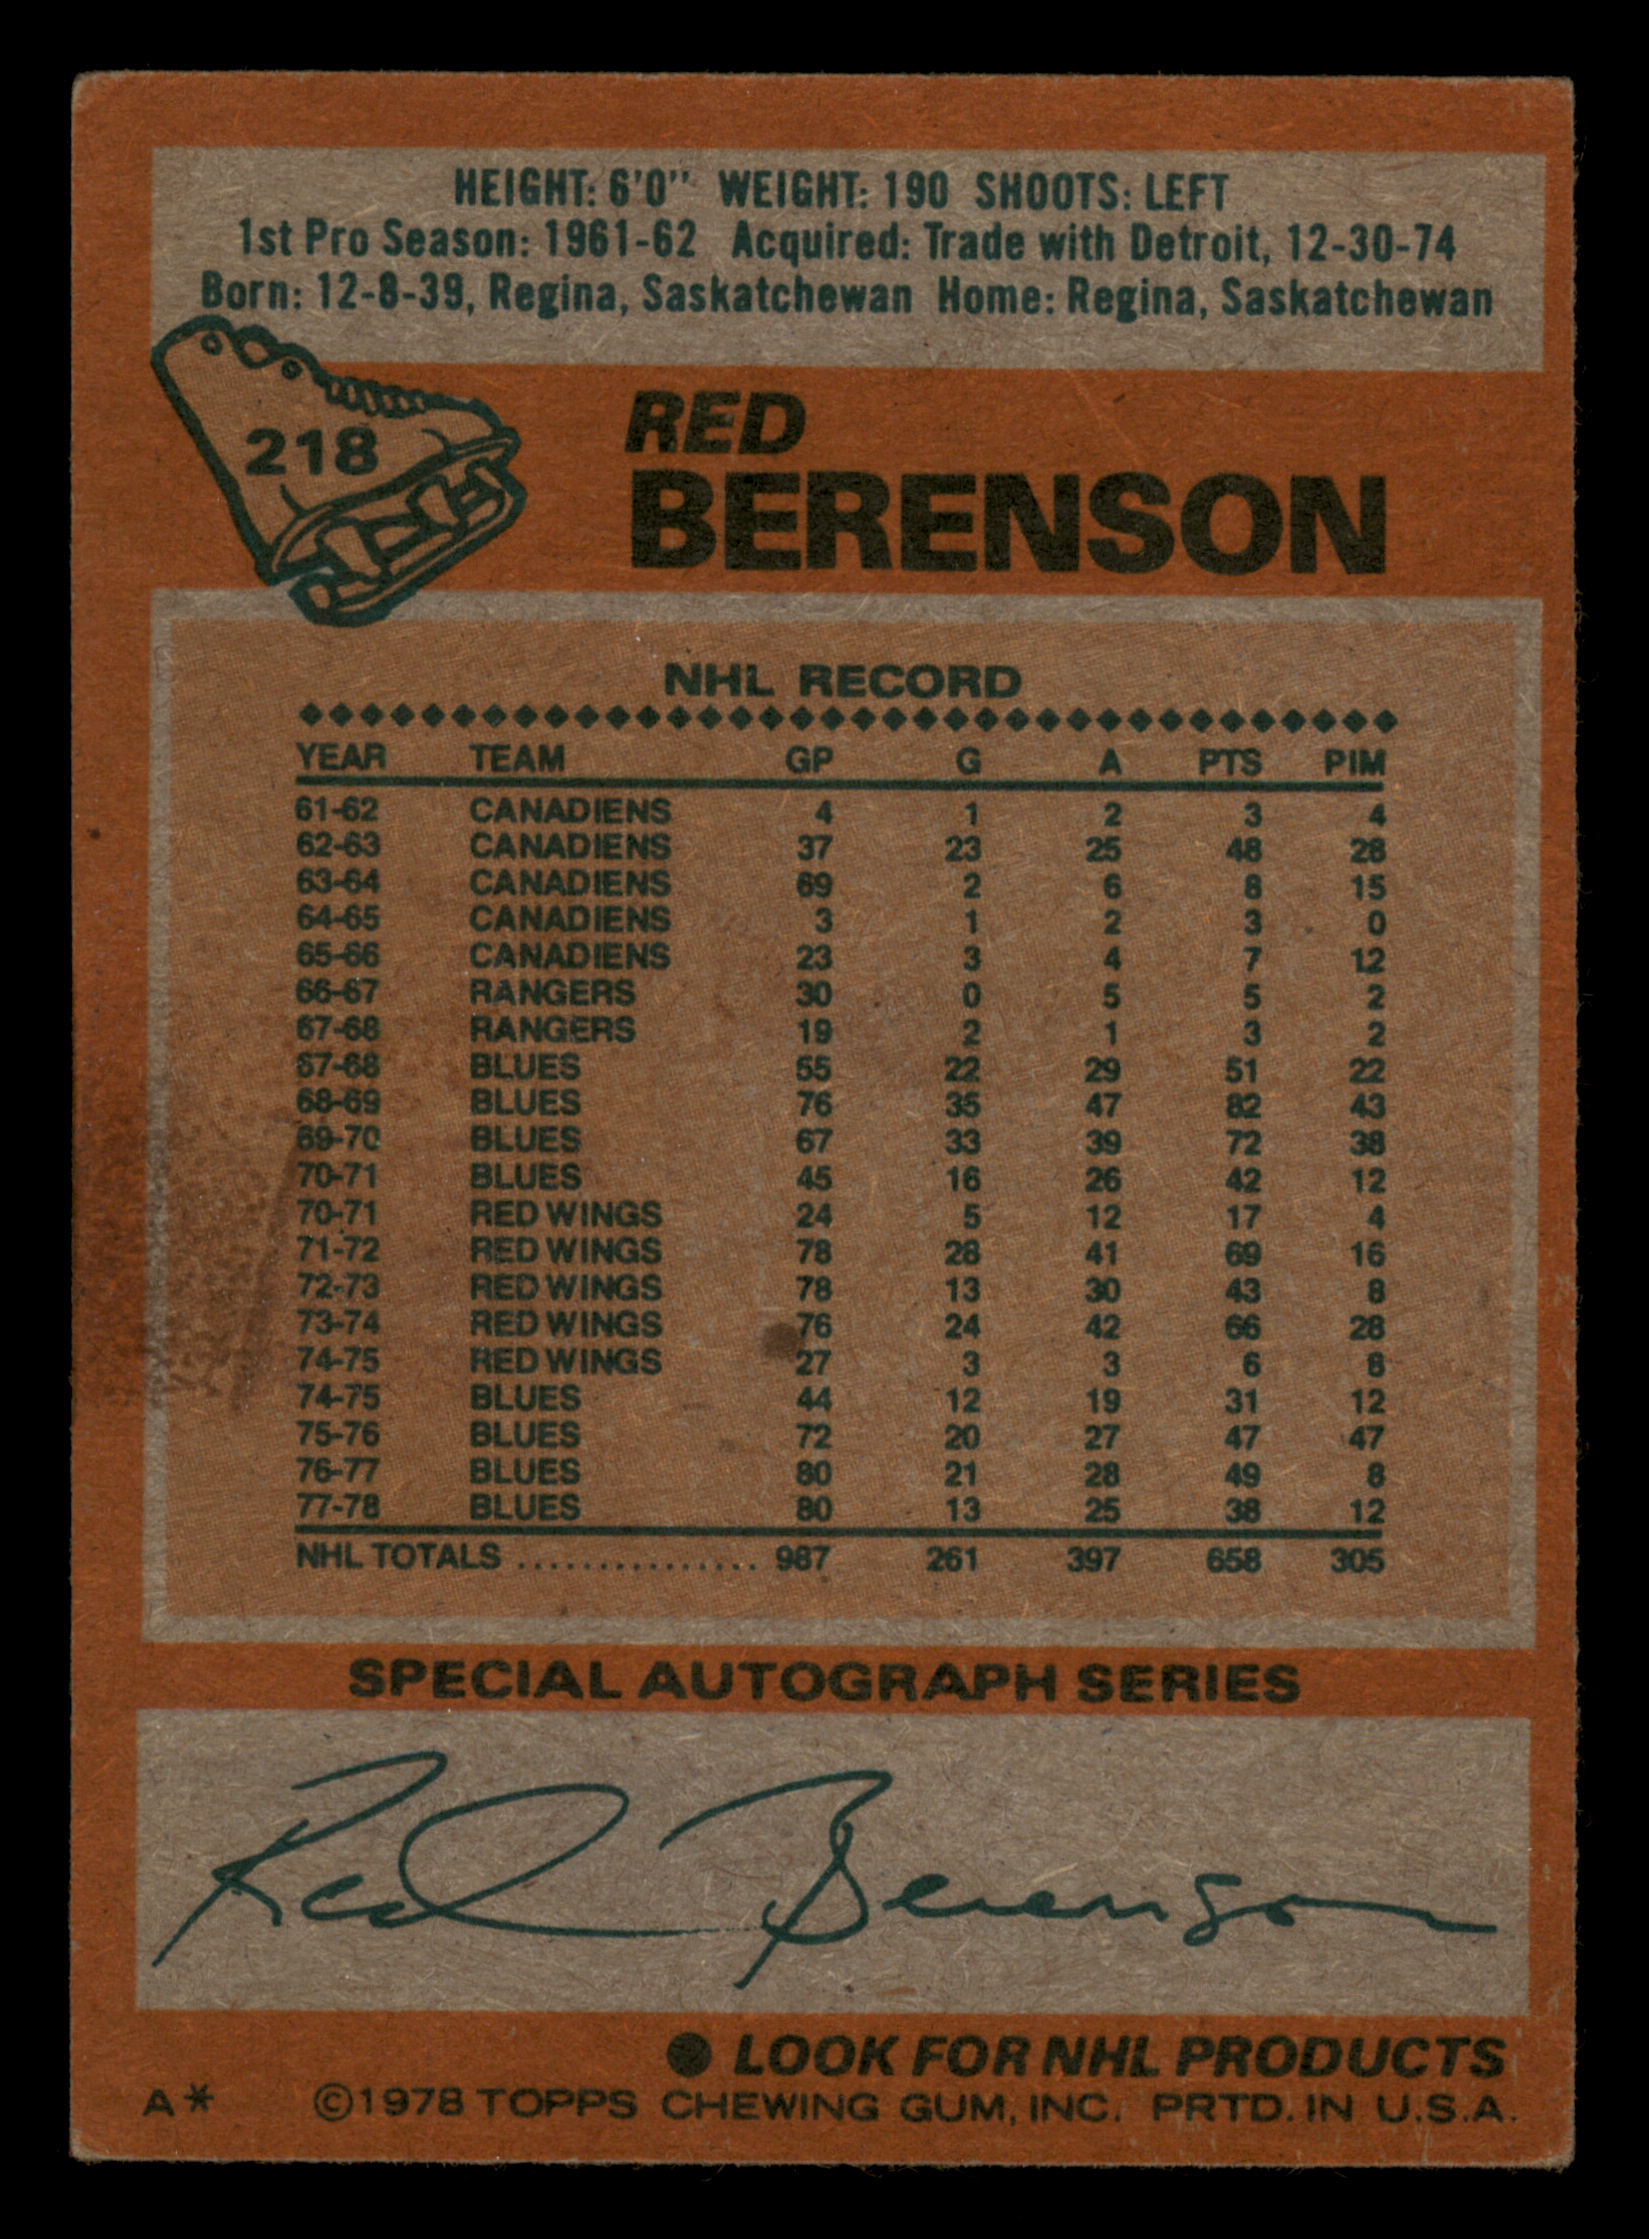 HEIGHT: 6'0" WEIGHT: 190 SHOOTS: LEFT
1st Pro Season: 1961-62 Acquired: Trade with Detroit, 12-30-74
Born: 12-8-39, Regina, Saskatchewan Home: Regina, Saskatchewan
218
RED
BERENSON
NHL RECORD
YEAR TEAM GP G A PTS PIM
61-62 CANADIENS 4 1 2 3 4
62-63 CANADIENS 37 23 25 48 28
63-64 CANADIENS 69 2 6 8 15
64-65 CANADIENS 3 1 2 3 0
65-66 CANADIENS 23 3 4 7 12
66-67 RANGERS 30 0 5 5 2
67-68 RANGERS 19 2 1 3 2
67-68 BLUES 55 22 29 51 22
68-69 BLUES 76 35 47 82 43
69-70 BLUES 67 33 39 72 38
70-71 BLUES 45 16 26 42 12
70-71 RED WINGS 24 5 12 17 4
71-72 RED WINGS 78 28 41 69 16
72-73 RED WINGS 78 13 30 43 8
73-74 RED WINGS 76 24 42 66 28
74-75 RED WINGS 27 3 3 6 8
74-75 BLUES 44 12 19 31 12
75-76 BLUES 72 20 27 47 47
76-77 BLUES 80 21 28 49 8
77-78 BLUES 80 13 25 38 12
NHL TOTALS ................ 987 261 397 658 305
SPECIAL AUTOGRAPH SERIES
Red Berenson
● LOOK FOR NHL PRODUCTS
A* ©1978 TOPPS CHEWING GUM, INC. PRTD. IN U.S.A.